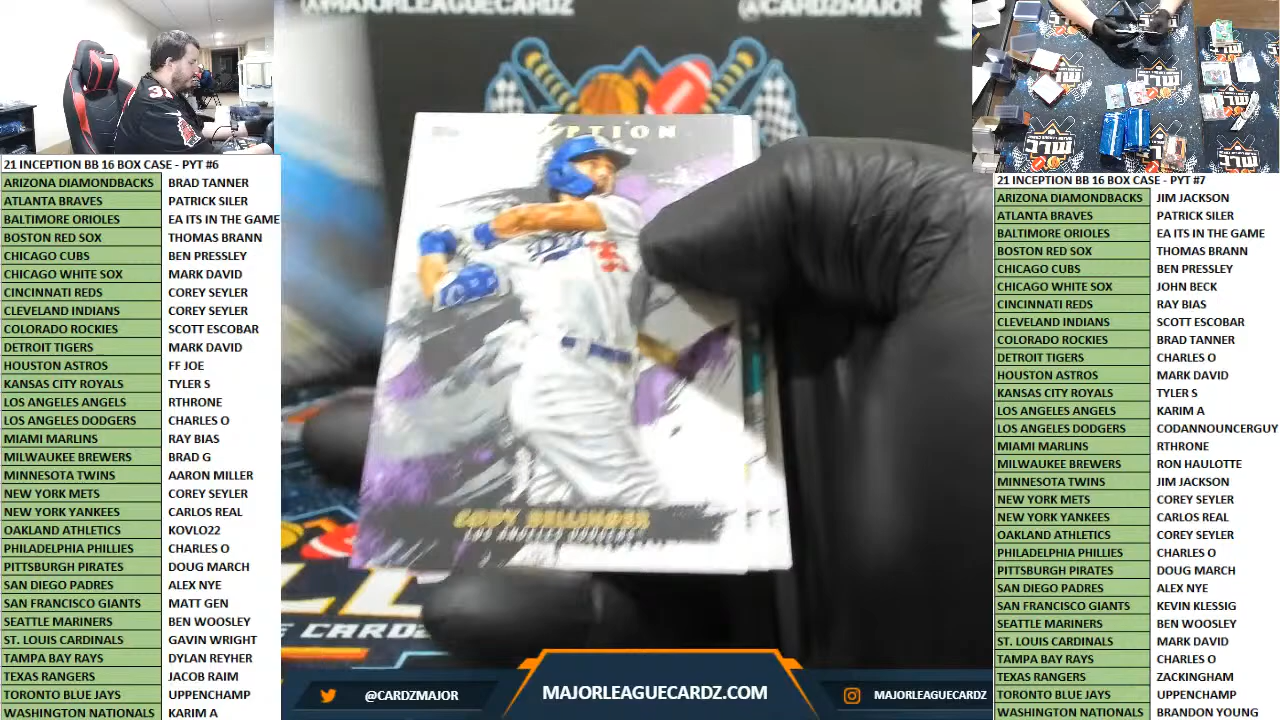 @MAJORLEAGUECARDZ
@CARDZMAJOR
21 INCEPTION BB 16 BOX CASE - PYT #6
ARIZONA DIAMONDBACKS BRAD TANNER
ATLANTA BRAVES PATRICK SILER
BALTIMORE ORIOLES EA ITS IN THE GAME
BOSTON RED SOX THOMAS BRANN
CHICAGO CUBS BEN PRESSLEY
CHICAGO WHITE SOX MARK DAVID
CINCINNATI REDS COREY SEYLER
CLEVELAND INDIANS COREY SEYLER
COLORADO ROCKIES SCOTT ESCOBAR
DETROIT TIGERS MARK DAVID
HOUSTON ASTROS FF JOE
KANSAS CITY ROYALS TYLER S
LOS ANGELES ANGELS RTHRONE
LOS ANGELES DODGERS CHARLES O
MIAMI MARLINS RAY BIAS
MILWAUKEE BREWERS BRAD G
MINNESOTA TWINS AARON MILLER
NEW YORK METS COREY SEYLER
NEW YORK YANKEES CARLOS REAL
OAKLAND ATHLETICS KOVLO22
PHILADELPHIA PHILLIES CHARLES O
PITTSBURGH PIRATES DOUG MARCH
SAN DIEGO PADRES ALEX NYE
SAN FRANCISCO GIANTS MATT GEN
SEATTLE MARINERS BEN WOOSLEY
ST. LOUIS CARDINALS GAVIN WRIGHT
TAMPA BAY RAYS DYLAN REYHER
TEXAS RANGERS JACOB RAIM
TORONTO BLUE JAYS UPPENCHAMP
WASHINGTON NATIONALS KARIM A
PTION
Dodgers
35
CODY BELLINGER
LOS ANGELES DODGERS
@CARDZMAJOR
MAJORLEAGUECARDZ.COM
MAJORLEAGUECARDZ
21 INCEPTION BB 16 BOX CASE - PYT #7
ARIZONA DIAMONDBACKS JIM JACKSON
ATLANTA BRAVES PATRICK SILER
BALTIMORE ORIOLES EA ITS IN THE GAME
BOSTON RED SOX THOMAS BRANN
CHICAGO CUBS BEN PRESSLEY
CHICAGO WHITE SOX JOHN BECK
CINCINNATI REDS RAY BIAS
CLEVELAND INDIANS SCOTT ESCOBAR
COLORADO ROCKIES BRAD TANNER
DETROIT TIGERS CHARLES O
HOUSTON ASTROS MARK DAVID
KANSAS CITY ROYALS TYLER S
LOS ANGELES ANGELS KARIM A
LOS ANGELES DODGERS CODANNOUNCERGUY
MIAMI MARLINS RTHRONE
MILWAUKEE BREWERS RON HAULOTTE
MINNESOTA TWINS JIM JACKSON
NEW YORK METS COREY SEYLER
NEW YORK YANKEES CARLOS REAL
OAKLAND ATHLETICS COREY SEYLER
PHILADELPHIA PHILLIES CHARLES O
PITTSBURGH PIRATES DOUG MARCH
SAN DIEGO PADRES ALEX NYE
SAN FRANCISCO GIANTS KEVIN KLESSIG
SEATTLE MARINERS BEN WOOSLEY
ST. LOUIS CARDINALS MARK DAVID
TAMPA BAY RAYS CHARLES O
TEXAS RANGERS ZACKINGHAM
TORONTO BLUE JAYS UPPENCHAMP
WASHINGTON NATIONALS BRANDON YOUNG